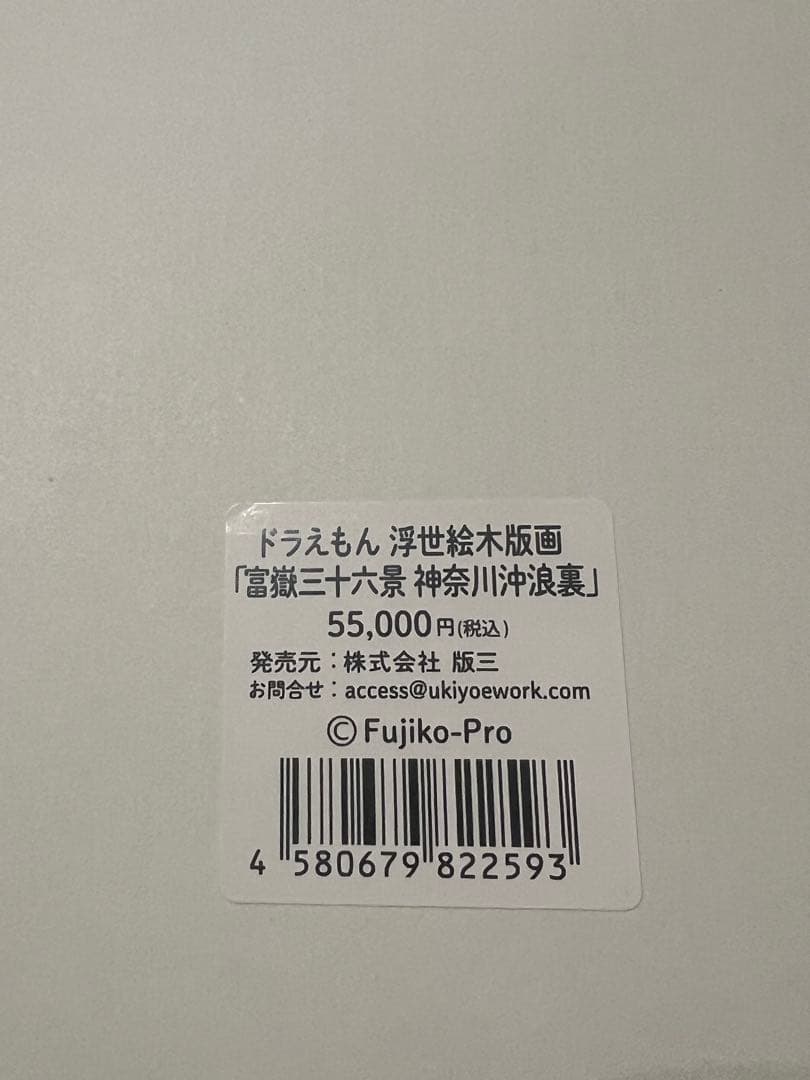 ドラえもん 浮世絵木版画
「富嶽三十六景 神奈川沖浪裏」
55,000円(税込)
発売元：株式会社 版三
お問合せ：access@ukiyoework.com
©Fujiko-Pro
4 580679 822593